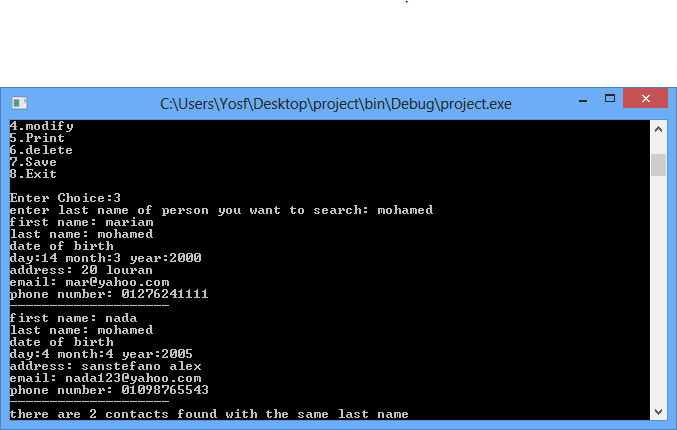 C:\Users\Yosf\Desktop\project\bin\Debug\project.exe
4.modify
5.Print
6.delete
7.Save
8.Exit
Enter Choice:3
enter last name of person you want to search: mohamed
first name: mariam
last name: mohamed
date of birth
day:14 month:3 year:2000
address: 20 louran
email: mar@yahoo.com
phone number: 01276241111
--------------------
first name: nada
last name: mohamed
date of birth
day:4 month:4 year:2005
address: sanstefano alex
email: nada123@yahoo.com
phone number: 01098765543
--------------------
there are 2 contacts found with the same last name